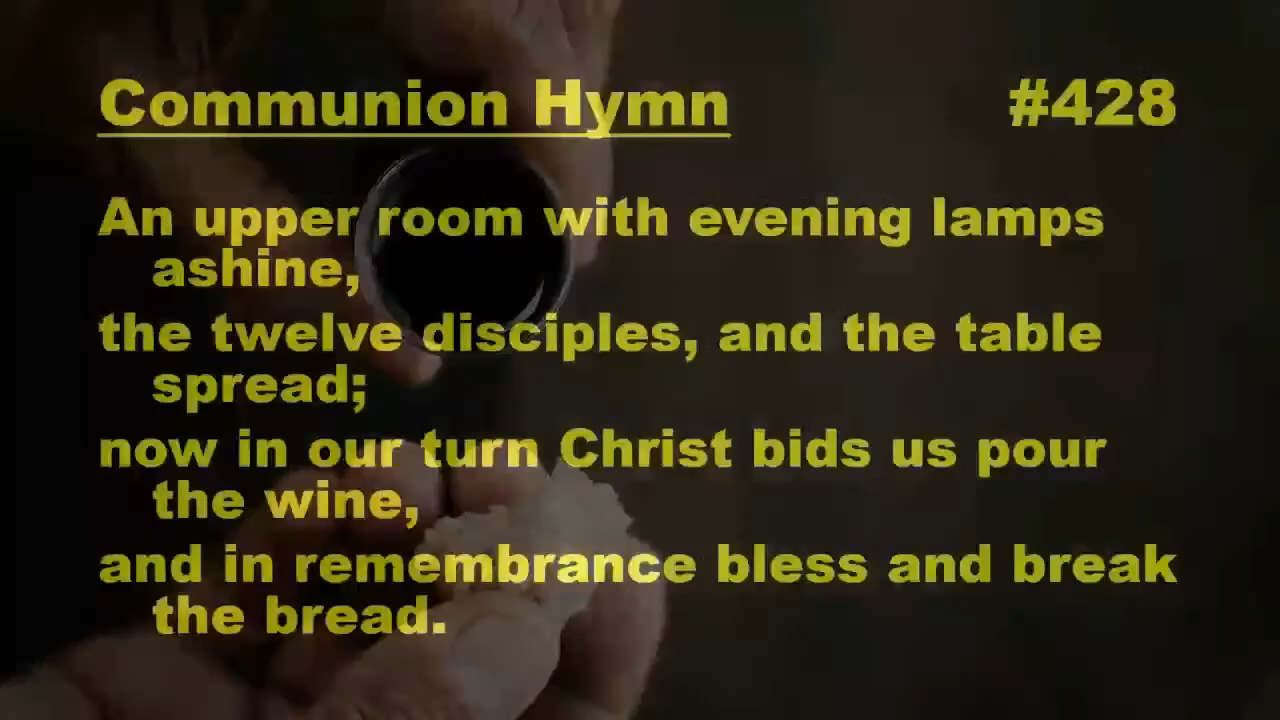 Communion Hymn #428
An upper room with evening lamps
ashine,
the twelve disciples, and the table
spread;
now in our turn Christ bids us pour
the wine,
and in remembrance bless and break
the bread.